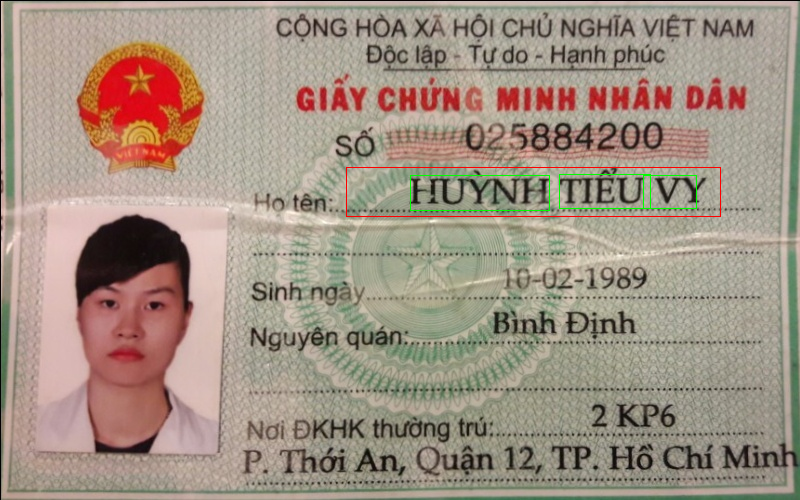 CỘNG HÒA XÃ HỘI CHỦ NGHĨA VIỆT NAM
Độc lập - Tự do - Hạnh phúc
GIẤY CHỨNG MINH NHÂN DÂN
SỐ 025884200
Họ tên: HUỲNH TIỂU VY
Sinh ngày 10-02-1989
Nguyên quán: Bình Định
Nơi ĐKHK thường trú: 2 KP6
P. Thới An, Quận 12, TP. Hồ Chí Minh
VIỆT NAM